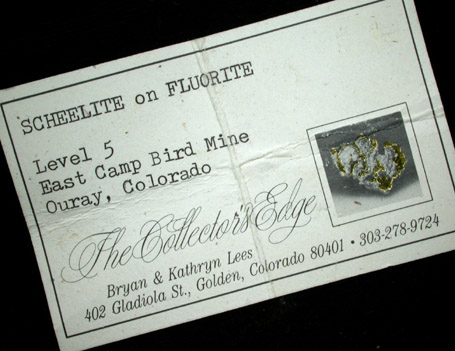 SCHEELITE on FLUORITE
Level 5
East Camp Bird Mine
Ouray, Colorado
The Collector's Edge
Bryan & Kathryn Lees
402 Gladiola St., Golden, Colorado 80401 • 303-278-9724